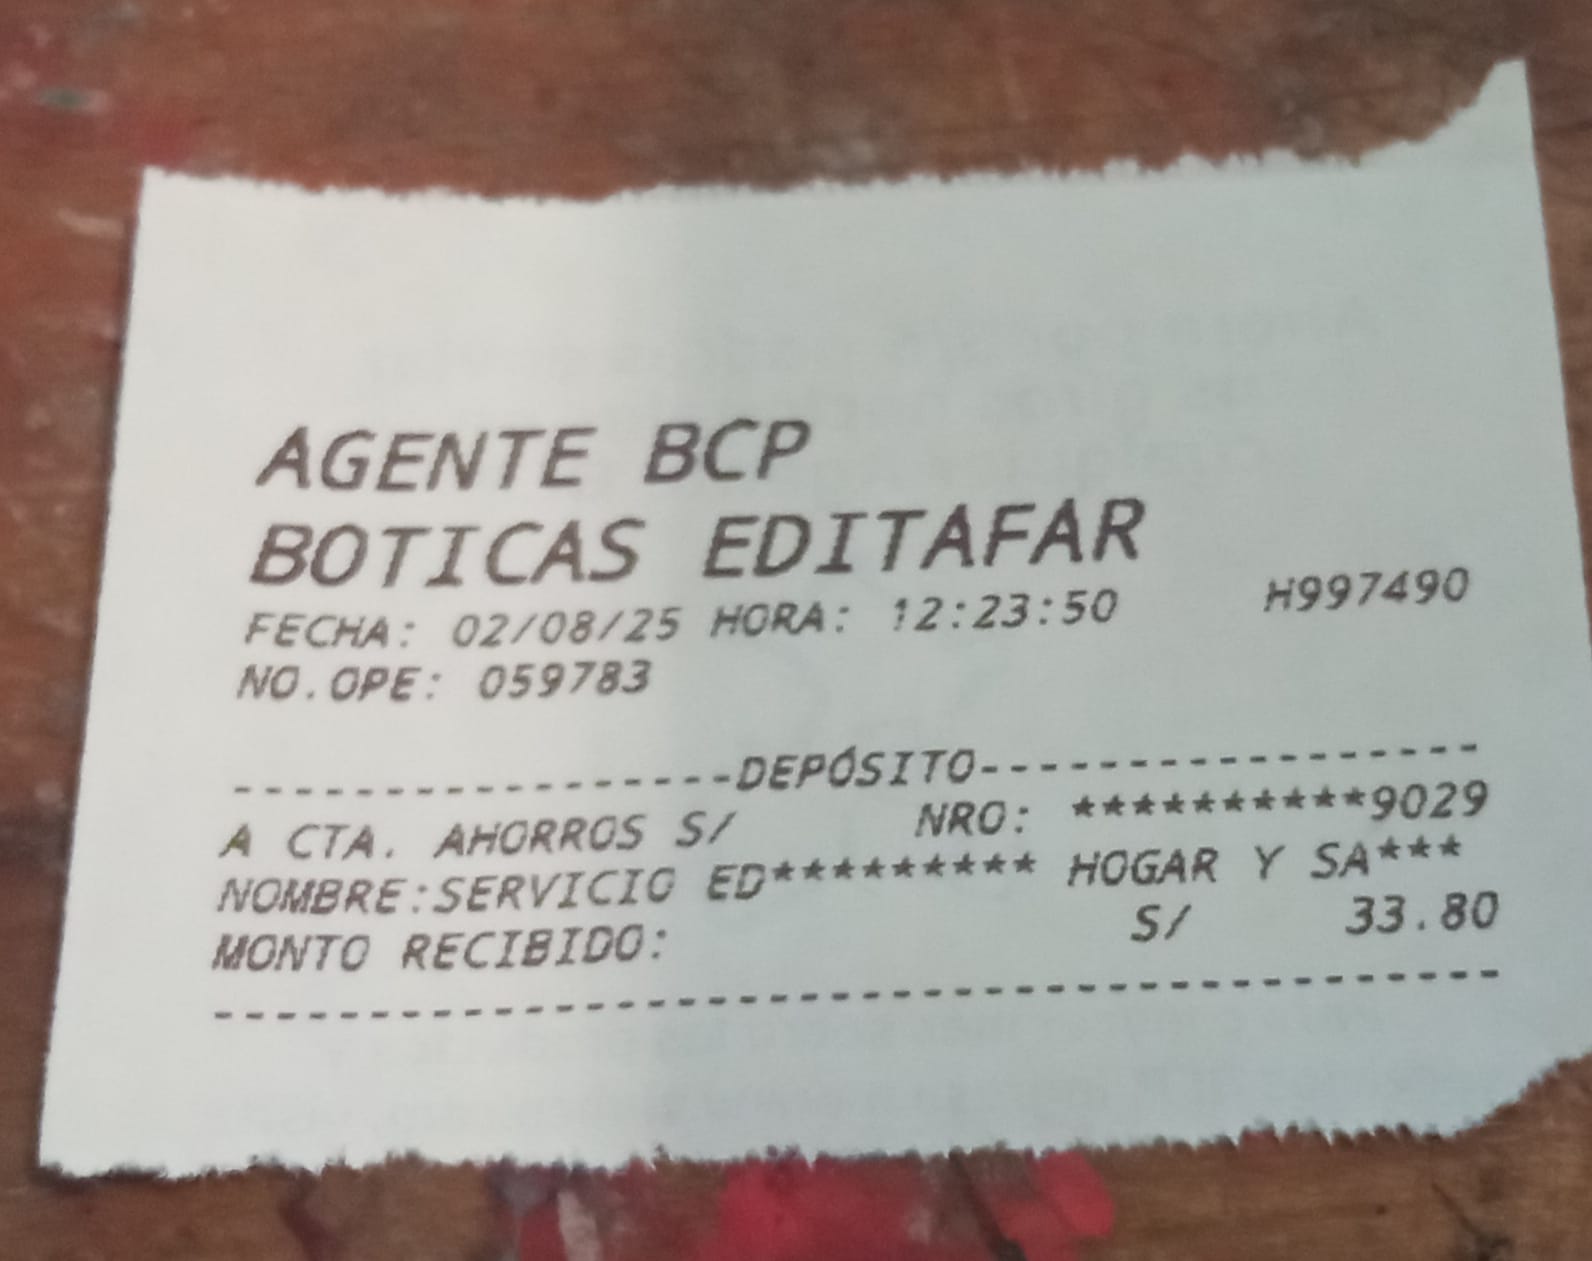 AGENTE BCP
BOTICAS EDITAFAR
FECHA: 02/08/25 HORA: 12:23:50 H997490
NO.OPE: 059783
-----------------DEPÓSITO-----------------
A CTA. AHORROS S/ NRO: **********9029
NOMBRE:SERVICIO ED********* HOGAR Y SA***
MONTO RECIBIDO: S/ 33.80
------------------------------------------